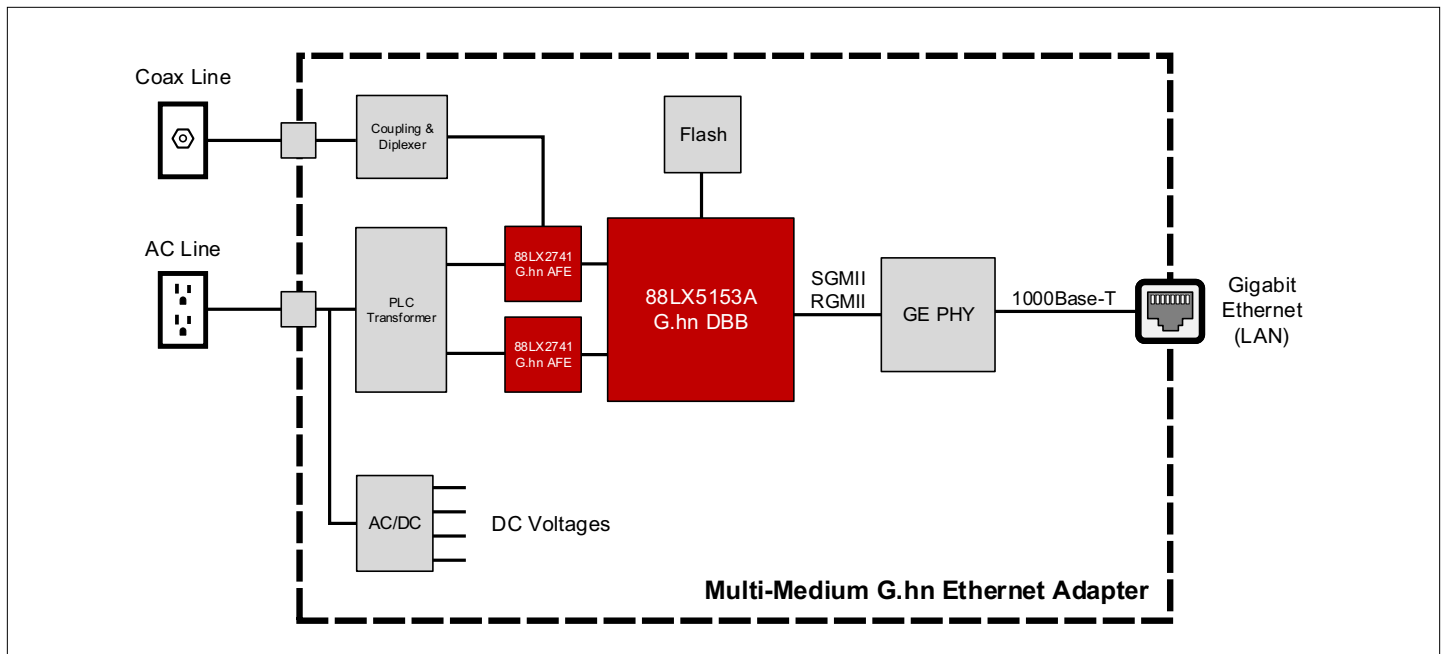 Coax Line
Coupling &
Diplexer
Flash
AC Line
PLC
Transformer
88LX2741
G.hn AFE
88LX2741
G.hn AFE
88LX5153A
G.hn DBB
SGMII
RGMII
GE PHY
1000Base-T
Gigabit
Ethernet
(LAN)
AC/DC
DC Voltages
Multi-Medium G.hn Ethernet Adapter